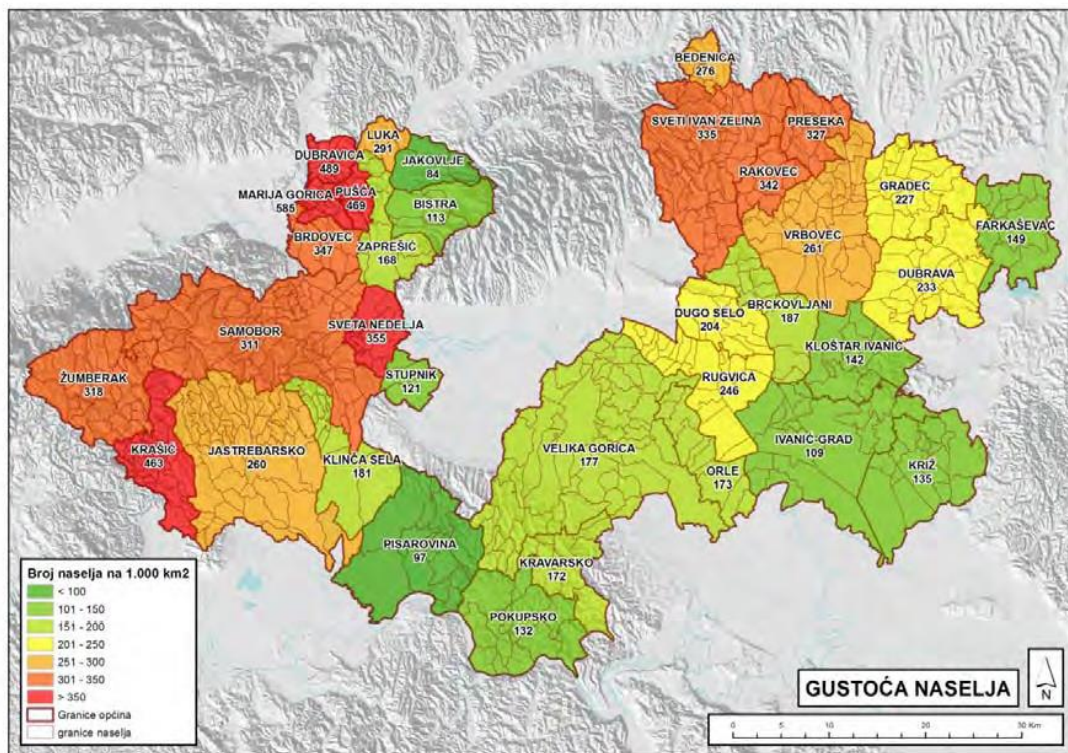 BEDENICA
276
SVETI IVAN ZELINA
335
PRESEKA
327
LUKA
291
DUBRAVICA
489
JAKOVLJE
84
RAKOVEC
342
GRADEC
227
MARIJA GORICA
585
PUŠĆA
469
BISTRA
113
FARKAŠEVAC
149
BRDOVEC
347
ZAPREŠIĆ
168
VRBOVEC
261
DUBRAVA
233
BRCKOVLJANI
187
DUGO SELO
204
SAMOBOR
311
SVETA NEDELJA
355
KLOŠTAR IVANIĆ
142
STUPNIK
121
ŽUMBERAK
318
RUGVICA
246
KRAŠIĆ
463
JASTREBARSKO
260
KLINČA SELA
181
VELIKA GORICA
177
IVANIĆ-GRAD
109
ORLE
173
KRIŽ
135
PISAROVINA
97
KRAVARSKO
172
POKUPSKO
132
Broj naselja na 1.000 km2
< 100
101 - 150
151 - 200
201 - 250
251 - 300
301 - 350
> 350
Granice općina
granice naselja
GUSTOĆA NASELJA
N
0 5 10 20 30 Km